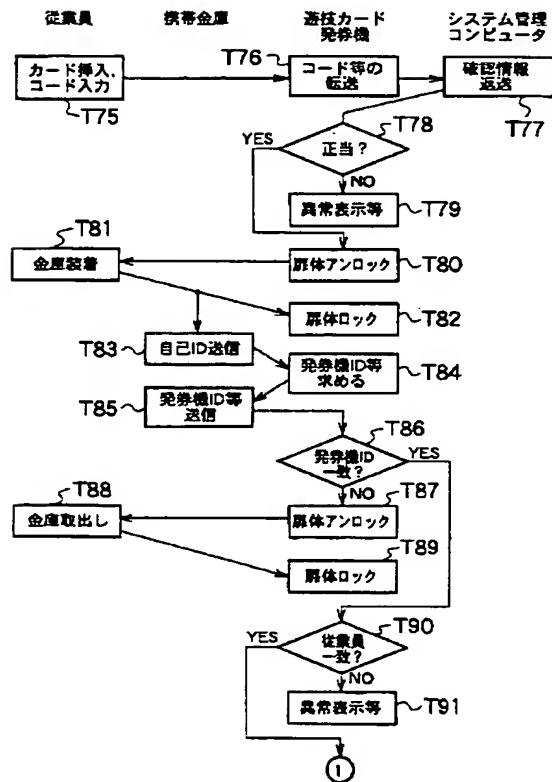 従業員
携帯金庫
遊技カード
発券機
システム管理
コンピュータ
カード挿入、
コード入力
T75
T76
コード等の
転送
確認情報
返送
T77
正当?
T78
YES
NO
異常表示等
T79
扉体アンロック
T80
T81
金庫装着
扉体ロック
T82
T83
自己ID送信
発券機ID等
求める
T84
T85
発券機ID等
送信
T86
発券機ID
一致?
YES
NO
T87
扉体アンロック
T88
金庫取出し
T89
扉体ロック
T90
従業員
一致?
YES
NO
異常表示等
T91
1